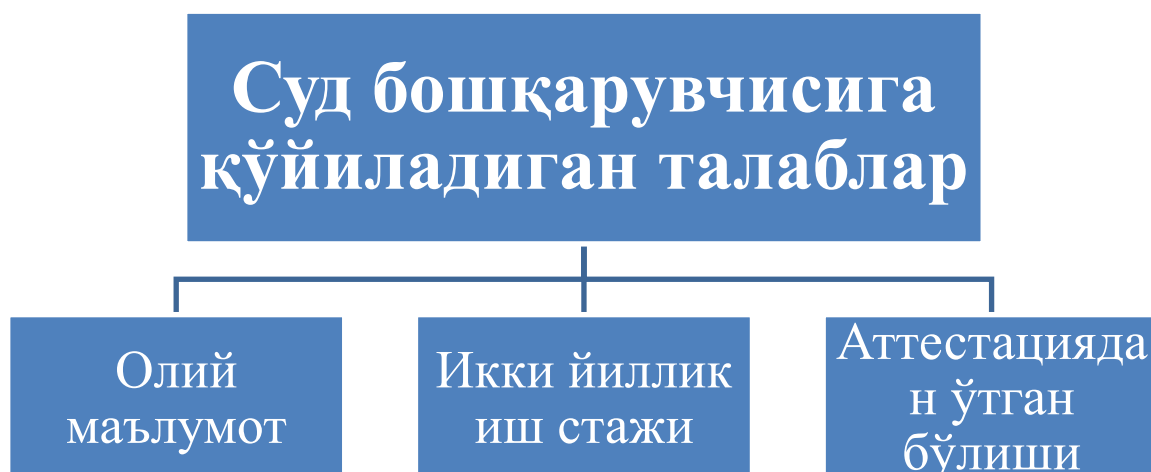 Суд бошқарувчисига
қўйиладиган талаблар
Олий
маълумот
Икки йиллик
иш стажи
Аттестацияда
н ўтган
бўлиши